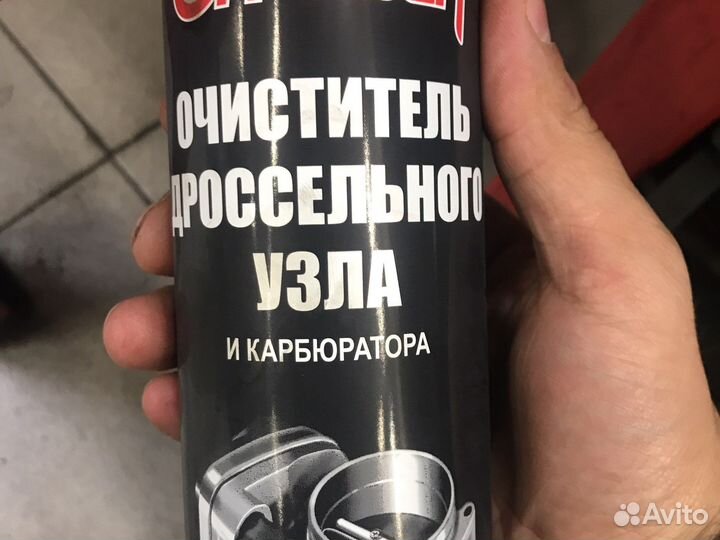 ОЧИСТИТЕЛЬ
ДРОССЕЛЬНОГО
УЗЛА
И КАРБЮРАТОРА
Avito